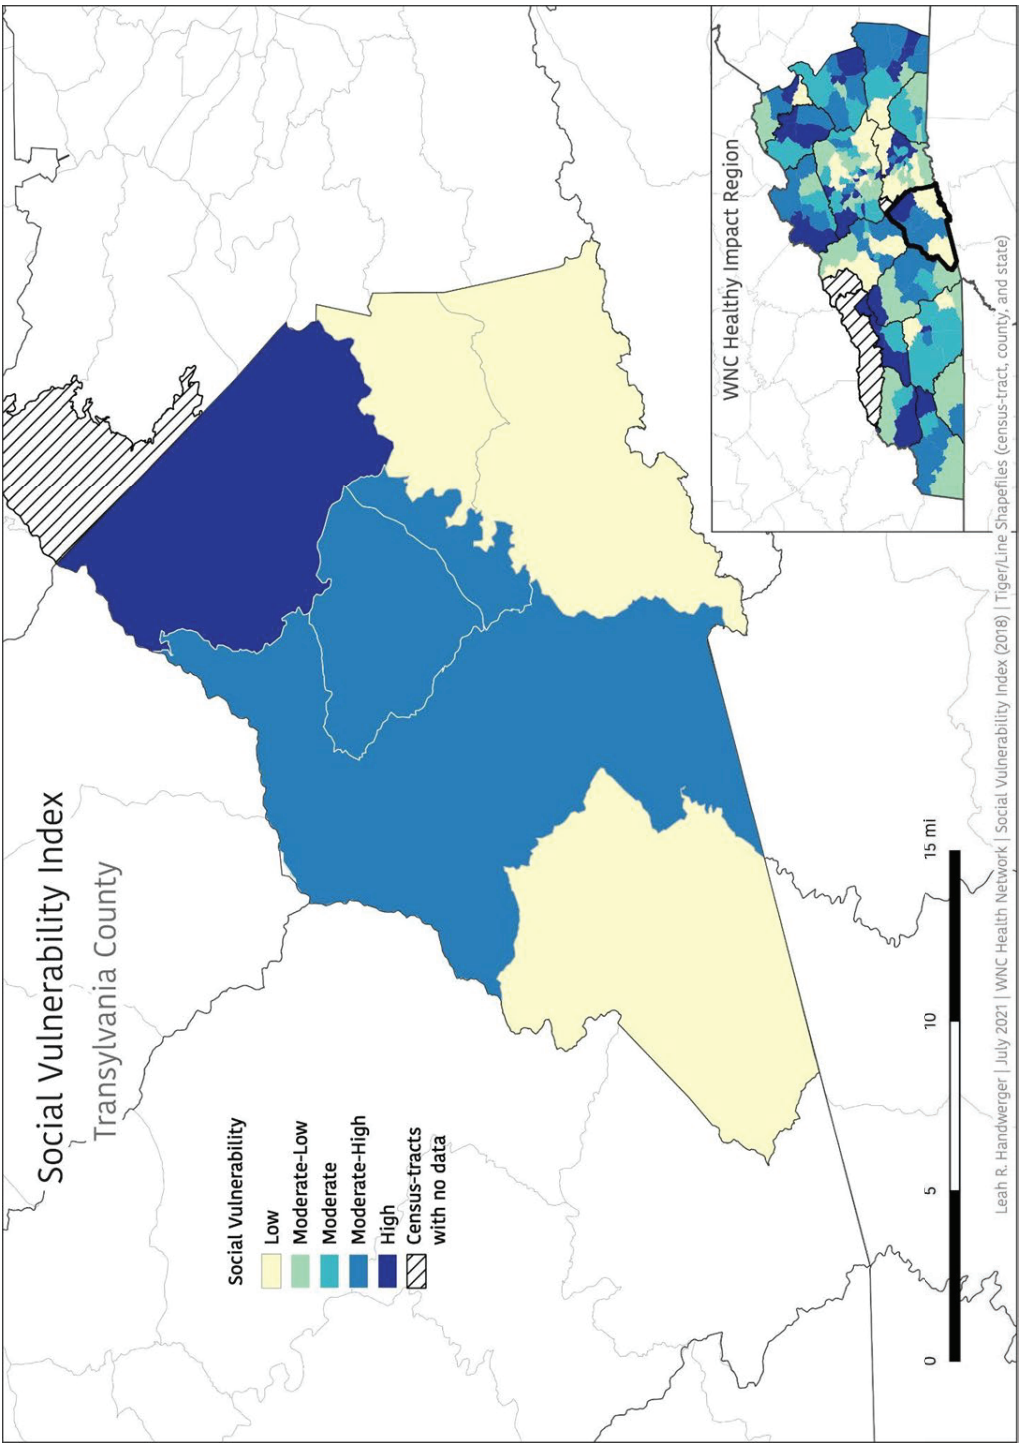 Social Vulnerability Index
Transylvania County
Social Vulnerability
Low
Moderate-Low
Moderate
Moderate-High
High
Census-tracts
with no data
0
5
10
15 mi
WNC Healthy Impact Region
Leah R. Handwerger | July 2021 | WNC Health Network | Social Vulnerability Index (2018) | Tiger/Line Shapefiles (census-tract, county, and state)